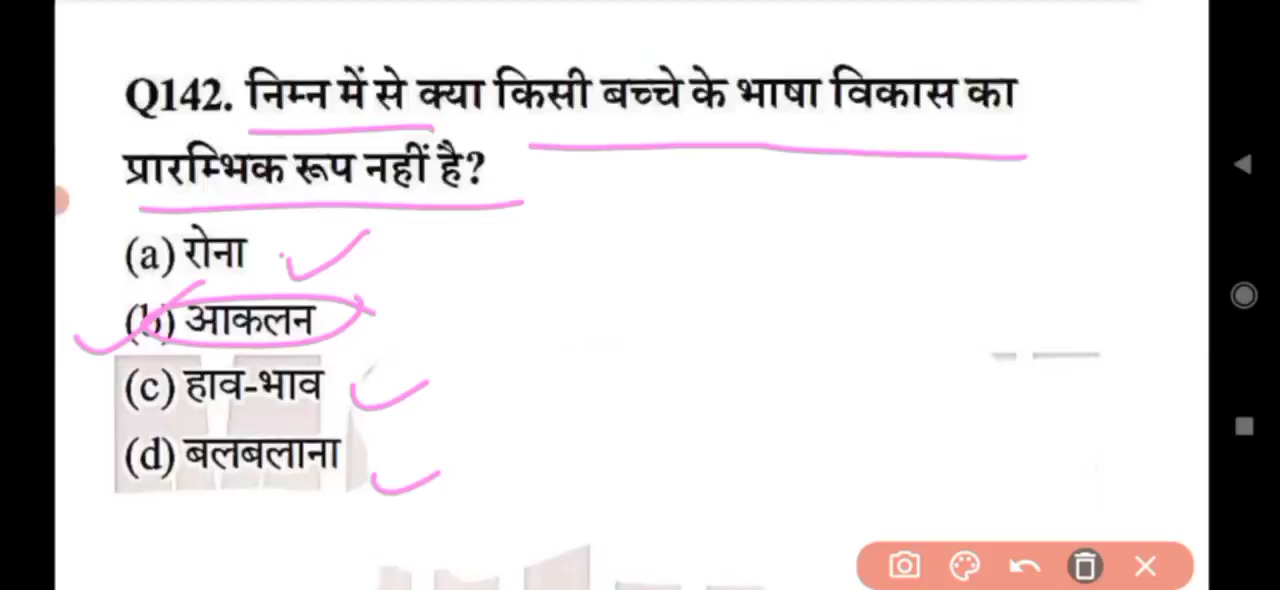 Q142. निम्न में से क्या किसी बच्चे के भाषा विकास का
प्रारम्भिक रूप नहीं है?
(a) रोना
(b) आकलन
(c) हाव-भाव
(d) बलबलाना